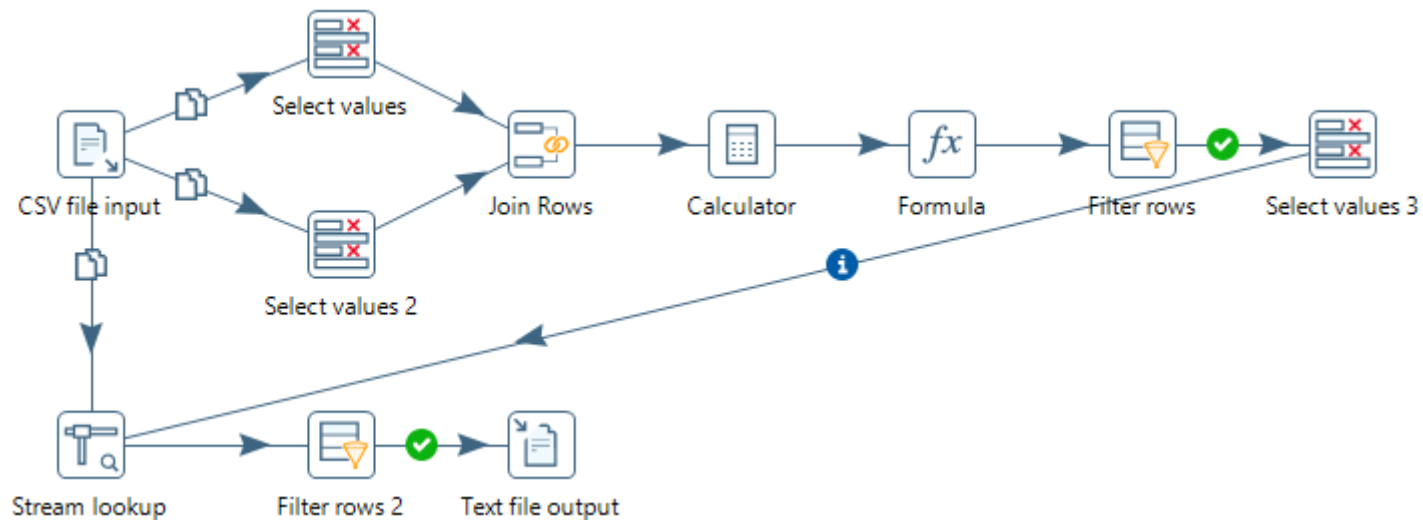 Select values
CSV file input
Join Rows
Calculator
fx
Formula
Filter rows
Select values 3
Select values 2
i
Stream lookup
Filter rows 2
Text file output